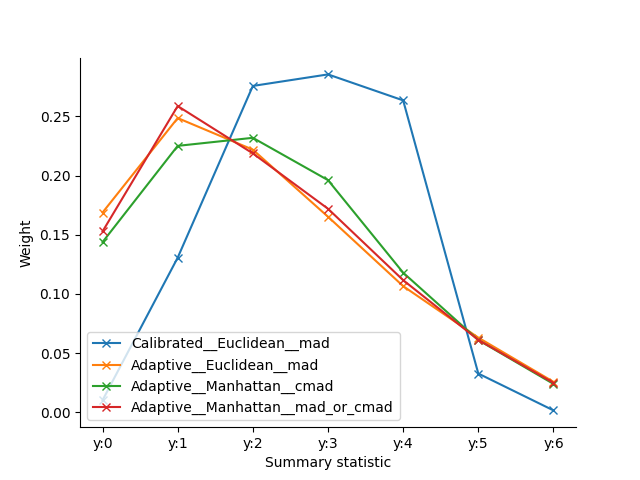 0.25
0.20
0.15
0.10
0.05
0.00
Weight
Calibrated__Euclidean__mad
Adaptive__Euclidean__mad
Adaptive__Manhattan__cmad
Adaptive__Manhattan__mad_or_cmad
y:0 y:1 y:2 y:3 y:4 y:5 y:6
Summary statistic